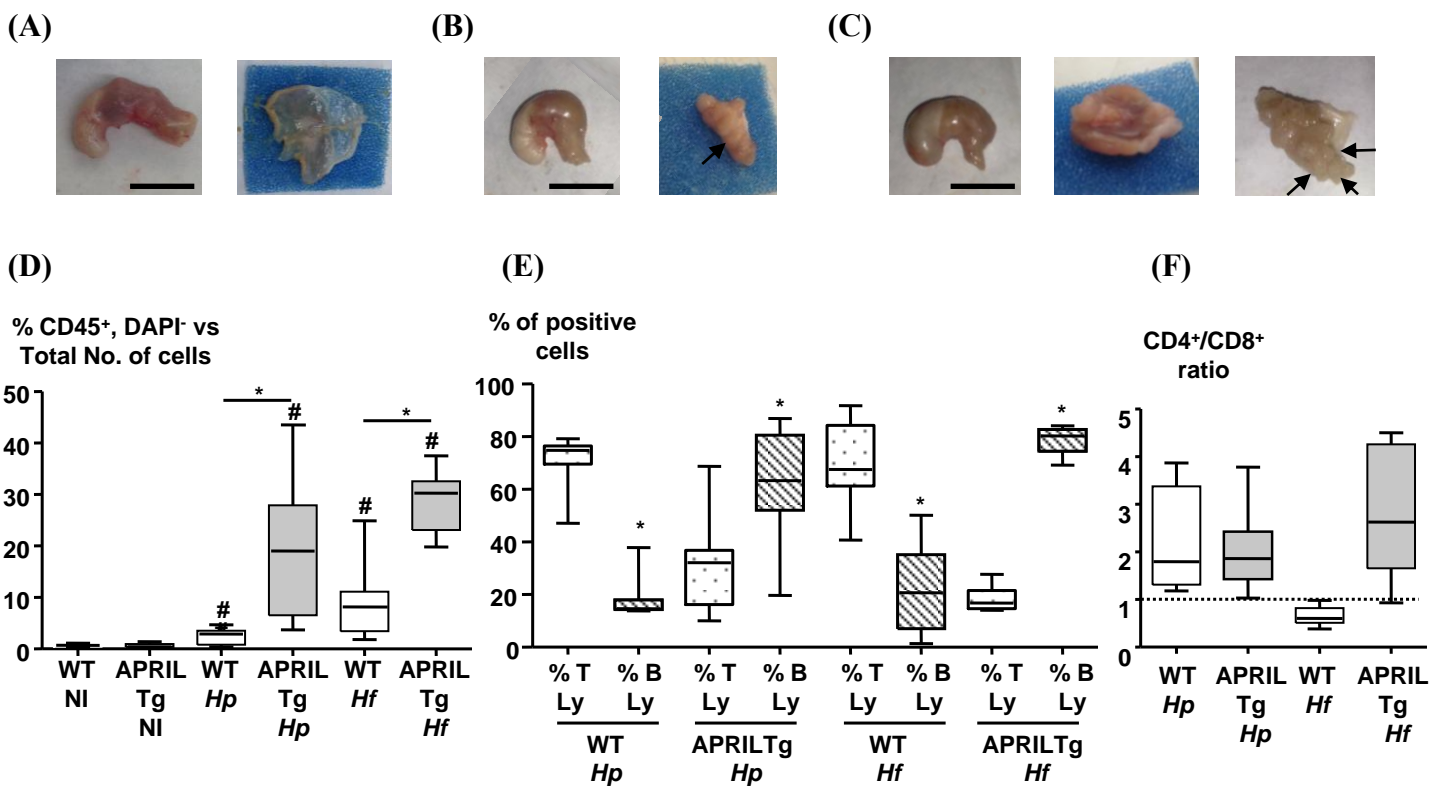 (A)
(B)
(C)
(D)
% CD45⁺, DAPI⁻ vs
Total No. of cells
50
40
30
20
10
0
*
*
#
#
#
#
#
WT
NI
APRIL
Tg
NI
WT
Hp
APRIL
Tg
Hp
WT
Hf
APRIL
Tg
Hf
(E)
% of positive
cells
100
80
60
40
20
0
*
*
*
*
% T
Ly
% B
Ly
% T
Ly
% B
Ly
% T
Ly
% B
Ly
% T
Ly
% B
Ly
WT
Hp
APRILTg
Hp
WT
Hf
APRILTg
Hf
(F)
CD4⁺/CD8⁺
ratio
5
4
3
2
1
0
WT
Hp
APRIL
Tg
Hp
WT
Hf
APRIL
Tg
Hf